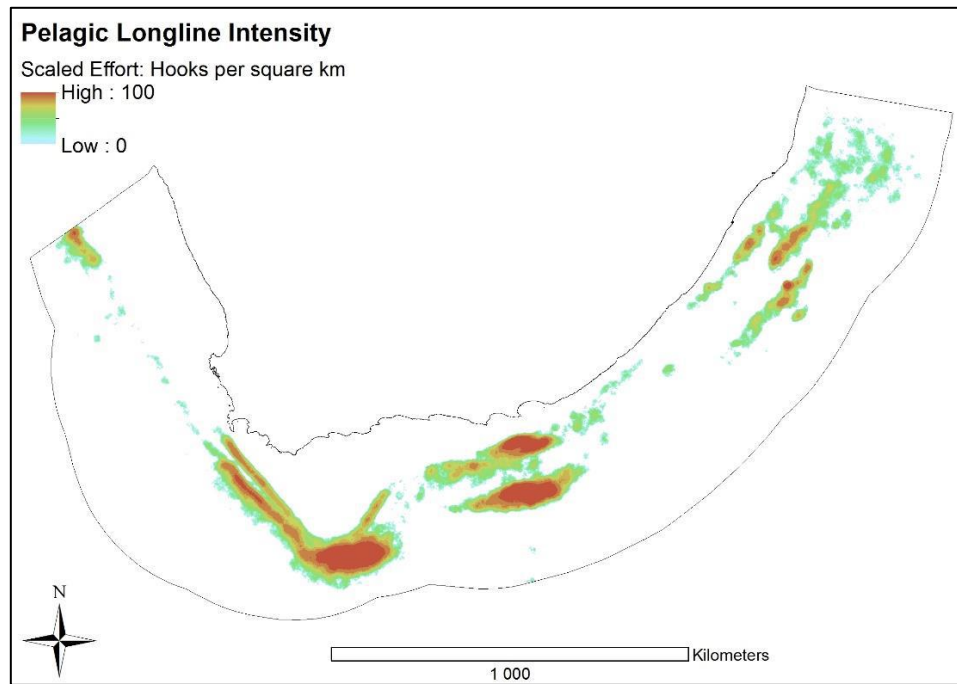 Pelagic Longline Intensity
Scaled Effort: Hooks per square km
High : 100
Low : 0
N
Kilometers
1 000